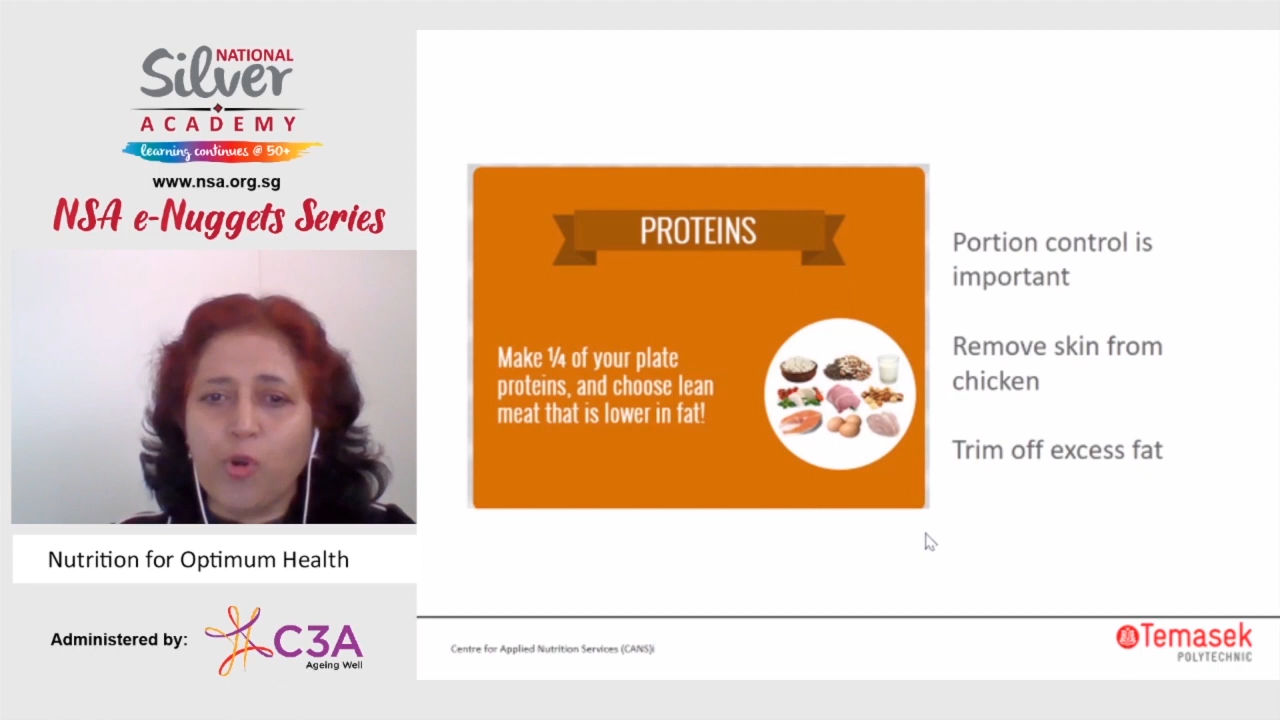 NATIONAL
Silver
ACADEMY
learning continues @ 50+
www.nsa.org.sg
NSA e-Nuggets Series
Nutrition for Optimum Health
Administered by:
C3A
Ageing Well
PROTEINS
Make ¼ of your plate
proteins, and choose lean
meat that is lower in fat!
Portion control is
important
Remove skin from
chicken
Trim off excess fat
Centre for Applied Nutrition Services (CANS)i
Temasek
POLYTECHNIC